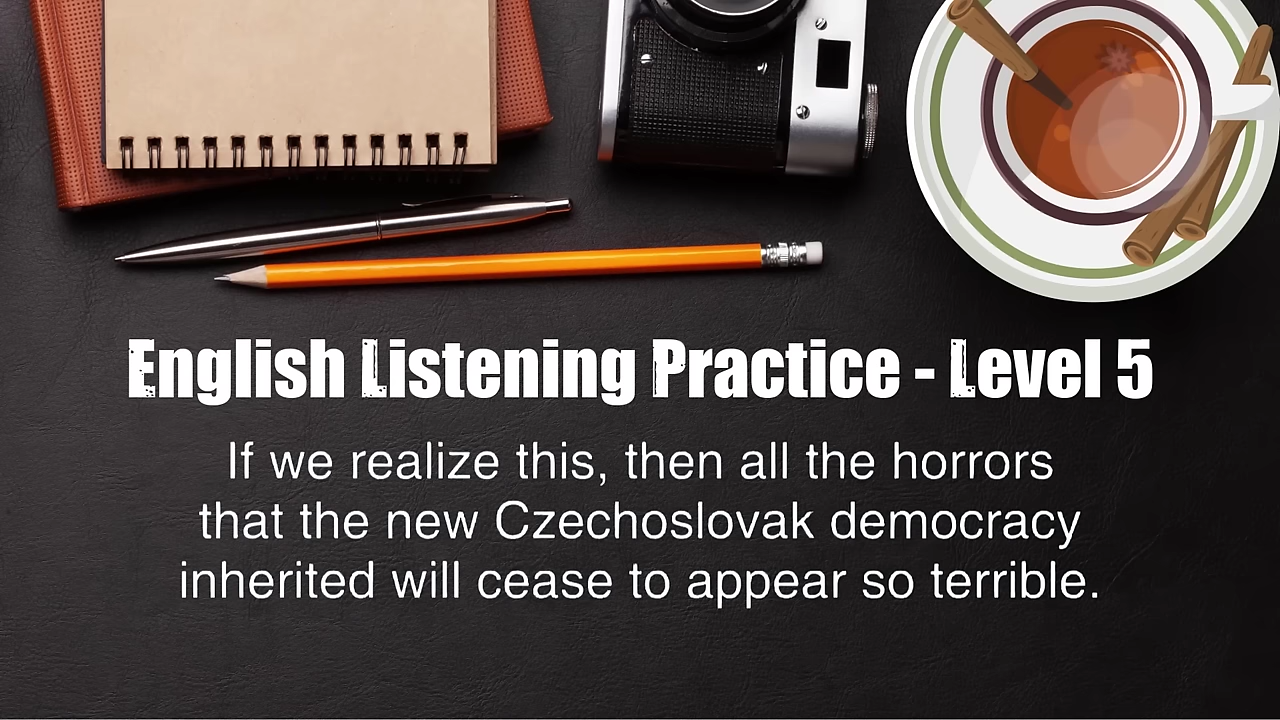 English Listening Practice - Level 5
If we realize this, then all the horrors
that the new Czechoslovak democracy
inherited will cease to appear so terrible.